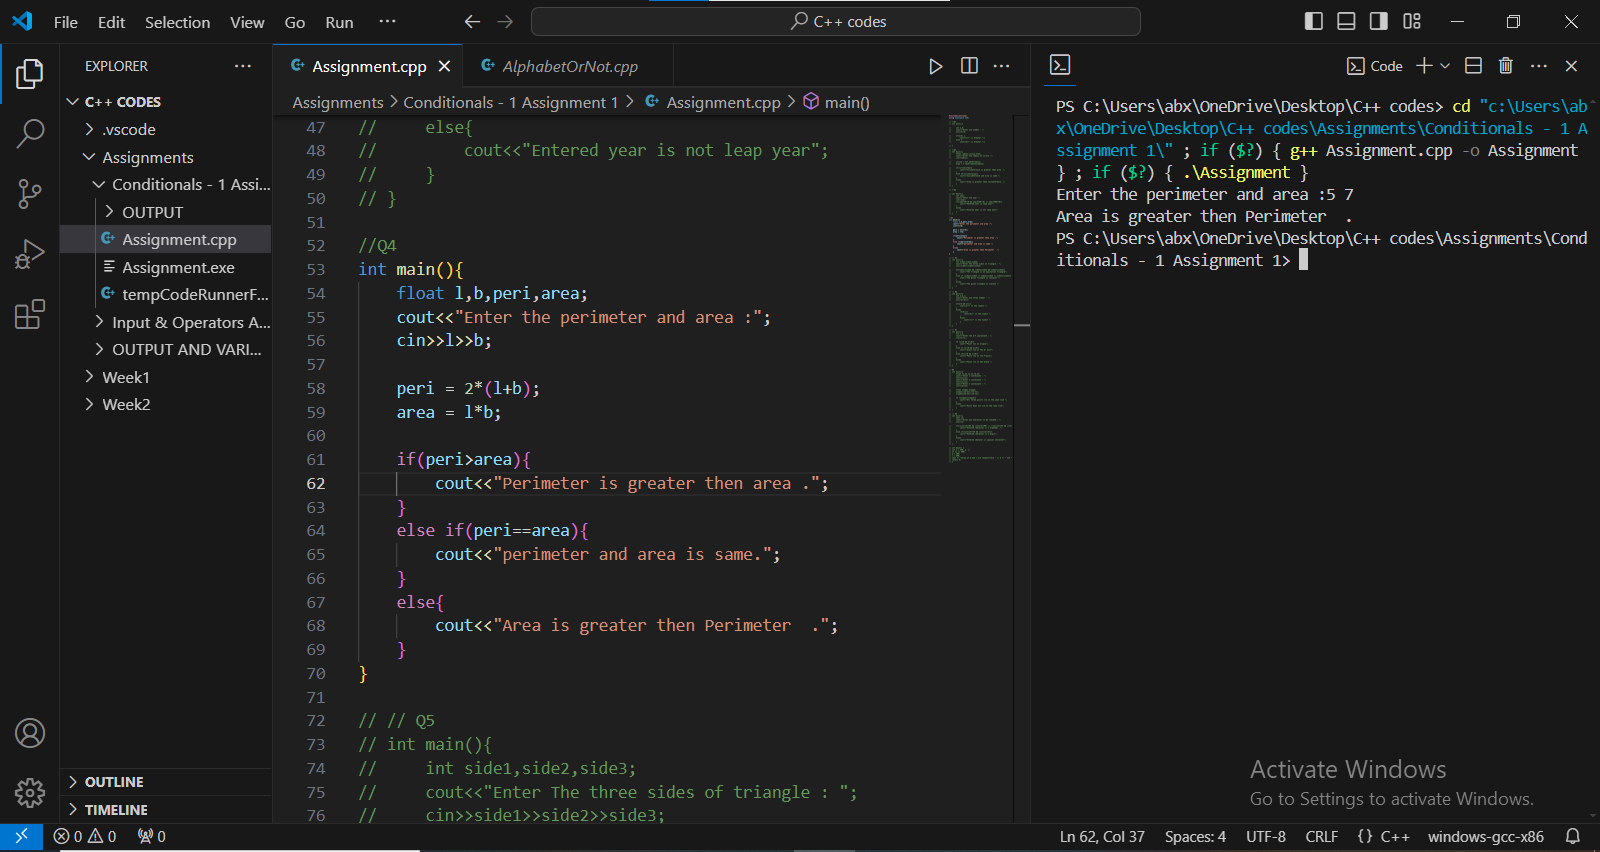 File Edit Selection View Go Run ··· C++ codes
EXPLORER ···
C++ CODES
.vscode
Assignments
Conditionals - 1 Assi...
OUTPUT
Assignment.cpp
Assignment.exe
tempCodeRunnerF...
Input & Operators A...
OUTPUT AND VARI...
Week1
Week2
OUTLINE
TIMELINE
Assignment.cpp
AlphabetOrNot.cpp
Assignments > Conditionals - 1 Assignment 1 > Assignment.cpp > main()
47 //     else{
48 //         cout<<"Entered year is not leap year";
49 //     }
50 // }
51
52 //Q4
53 int main(){
54     float l,b,peri,area;
55     cout<<"Enter the perimeter and area :";
56     cin>>l>>b;
57
58     peri = 2*(l+b);
59     area = l*b;
60
61     if(peri>area){
62         cout<<"Perimeter is greater then area .";
63     }
64     else if(peri==area){
65         cout<<"perimeter and area is same.";
66     }
67     else{
68         cout<<"Area is greater then Perimeter  .";
69     }
70 }
71
72 // // Q5
73 // int main(){
74 //     int side1,side2,side3;
75 //     cout<<"Enter The three sides of triangle : ";
76 //     cin>>side1>>side2>>side3;
Code
PS C:\Users\abx\OneDrive\Desktop\C++ codes> cd "c:\Users\ab
x\OneDrive\Desktop\C++ codes\Assignments\Conditionals - 1 A
ssignment 1\" ; if ($?) { g++ Assignment.cpp -o Assignment
} ; if ($?) { .\Assignment }
Enter the perimeter and area :5 7
Area is greater then Perimeter  .
PS C:\Users\abx\OneDrive\Desktop\C++ codes\Assignments\Cond
itionals - 1 Assignment 1>
Activate Windows
Go to Settings to activate Windows.
0 0 0 Ln 62, Col 37 Spaces: 4 UTF-8 CRLF {} C++ windows-gcc-x86